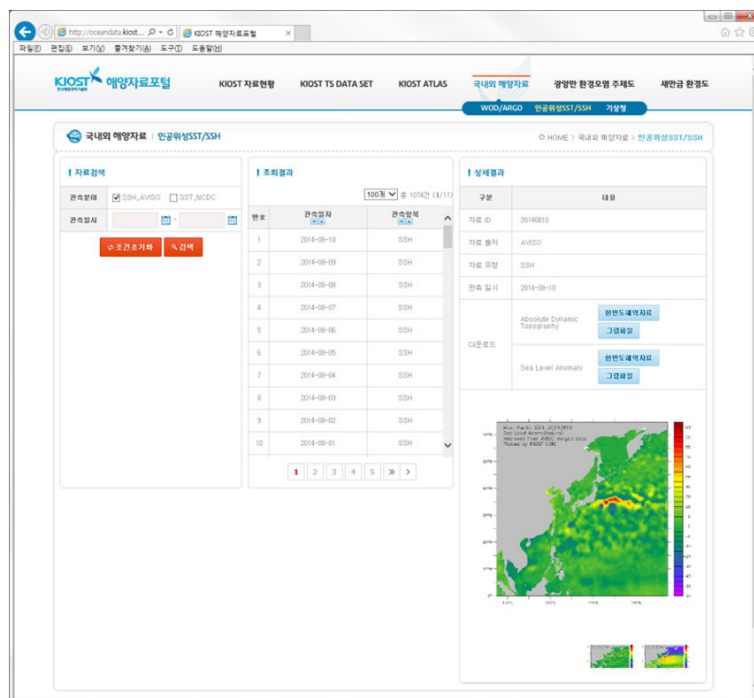 http://oceandata.kiost...
KIOST 해양자료포털
파일(F) 편집(E) 보기(V) 즐겨찾기(A) 도구(T) 도움말(H)
KIOST 해양자료포털
KIOST 자료현황 KIOST TS DATA SET KIOST ATLAS 국내외 해양자료 광양만 환경오염 주제도 새만금 환경도
WOD/ARGO 인공위성SST/SSH 기상청
국내외 해양자료 인공위성SST/SSH
HOME > 국내외 해양자료 > 인공위성SST/SSH
자료검색
관측분야 SSH_AVISO SST_NCDC
관측일시 -
조건초기화 검색
조회결과
100개 총 1074건 (1/11)
번호 관측일자 관측항목
1 2014-08-10 SSH
2 2014-08-09 SSH
3 2014-08-08 SSH
4 2014-08-07 SSH
5 2014-08-06 SSH
6 2014-08-05 SSH
7 2014-08-04 SSH
8 2014-08-03 SSH
9 2014-08-02 SSH
10 2014-08-01 SSH
1 2 3 4 5
상세결과
구분 내용
자료 ID 20140810
자료 출처 AVISO
자료 유형 SSH
관측 일시 2014-08-10
다운로드
Absolute Dynamic
Topography
한반도해역자료
그림파일
Sea Level Anomaly
한반도해역자료
그림파일